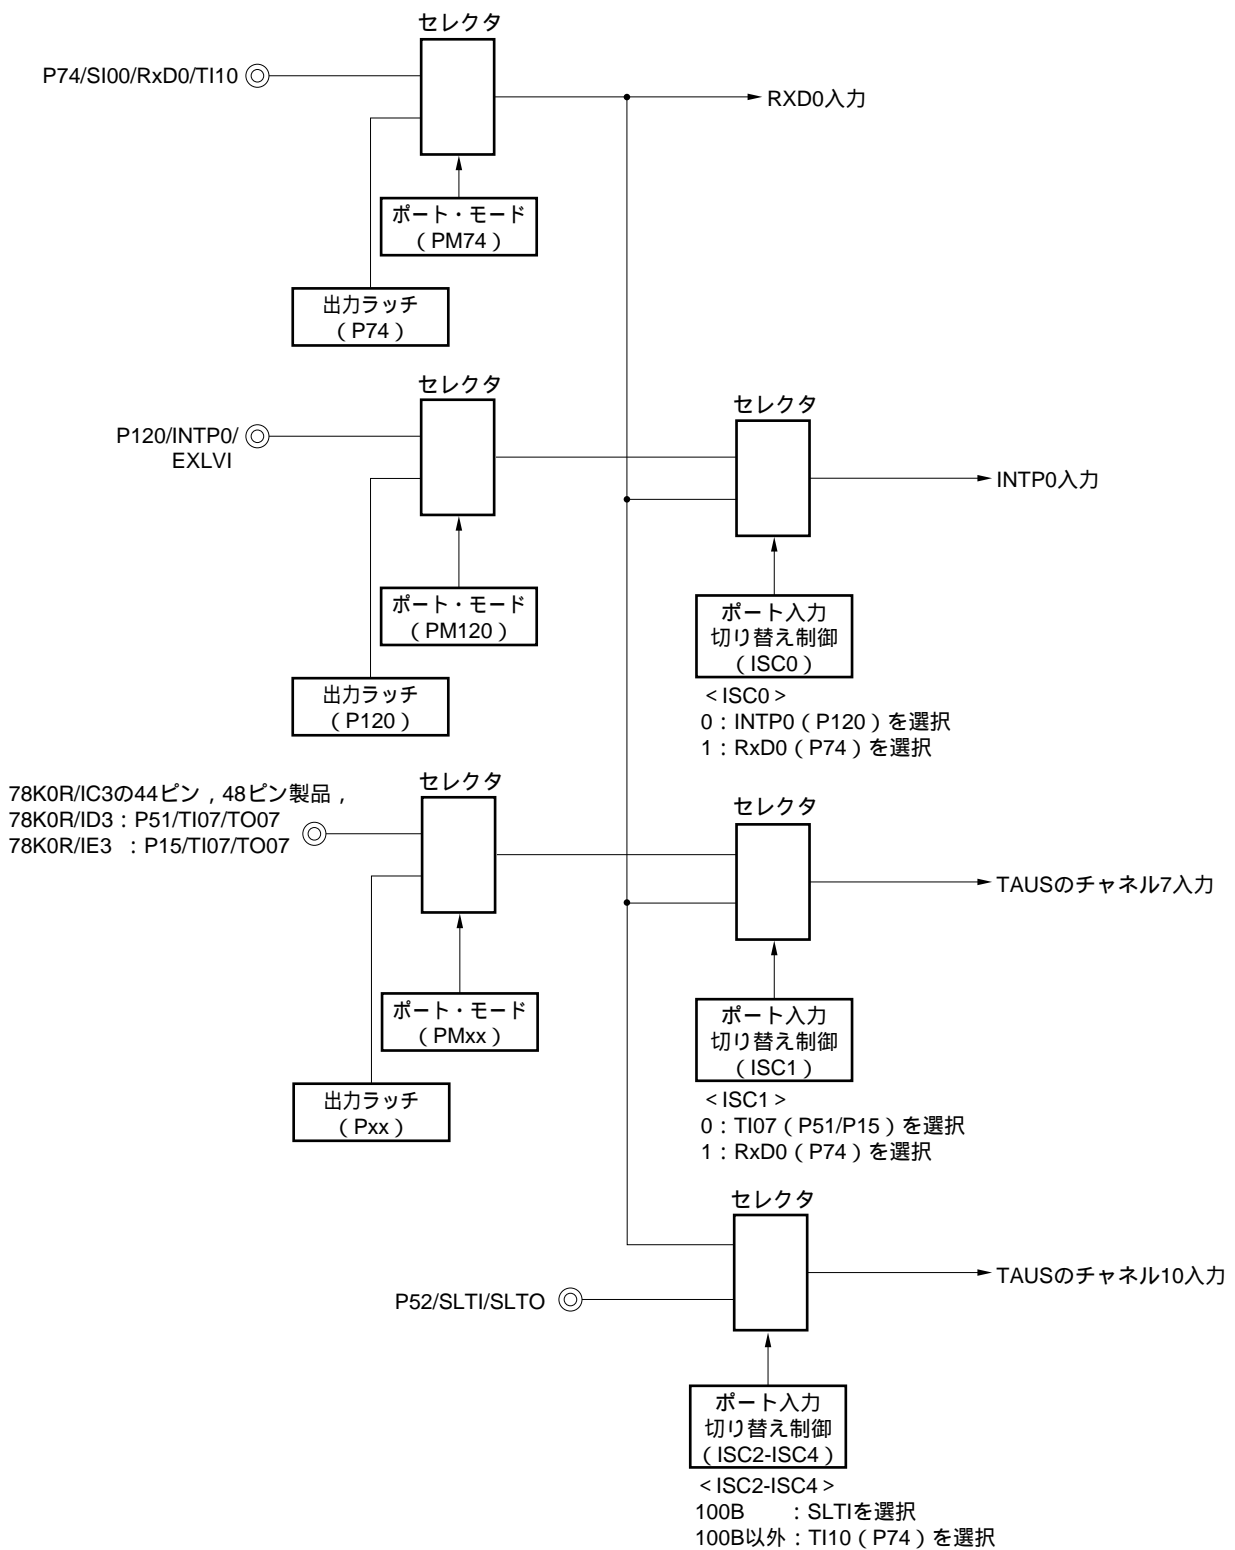 セレクタ
P74/SI00/RxD0/TI10
RXD0入力
ポート・モード
（PM74）
出力ラッチ
（P74）
セレクタ
P120/INTP0/
EXLVI
セレクタ
INTP0入力
ポート・モード
（PM120）
出力ラッチ
（P120）
ポート入力
切り替え制御
（ISC0）
＜ISC0＞
0：INTP0（P120）を選択
1：RxD0（P74）を選択
78K0R/IC3の44ピン，48ピン製品，
78K0R/ID3：P51/TI07/TO07
78K0R/IE3 ：P15/TI07/TO07
セレクタ
セレクタ
TAUSのチャネル7入力
ポート・モード
（PMxx）
出力ラッチ
（Pxx）
ポート入力
切り替え制御
（ISC1）
＜ISC1＞
0：TI07（P51/P15）を選択
1：RxD0（P74）を選択
セレクタ
TAUSのチャネル10入力
P52/SLTI/SLTO
ポート入力
切り替え制御
（ISC2-ISC4）
＜ISC2-ISC4＞
100B ：SLTIを選択
100B以外：TI10（P74）を選択